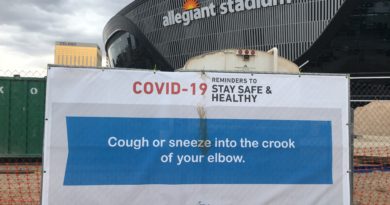 allegiant stadium
COVID-19 REMINDERS TO
STAY SAFE &
HEALTHY
Cough or sneeze into the crook
of your elbow.